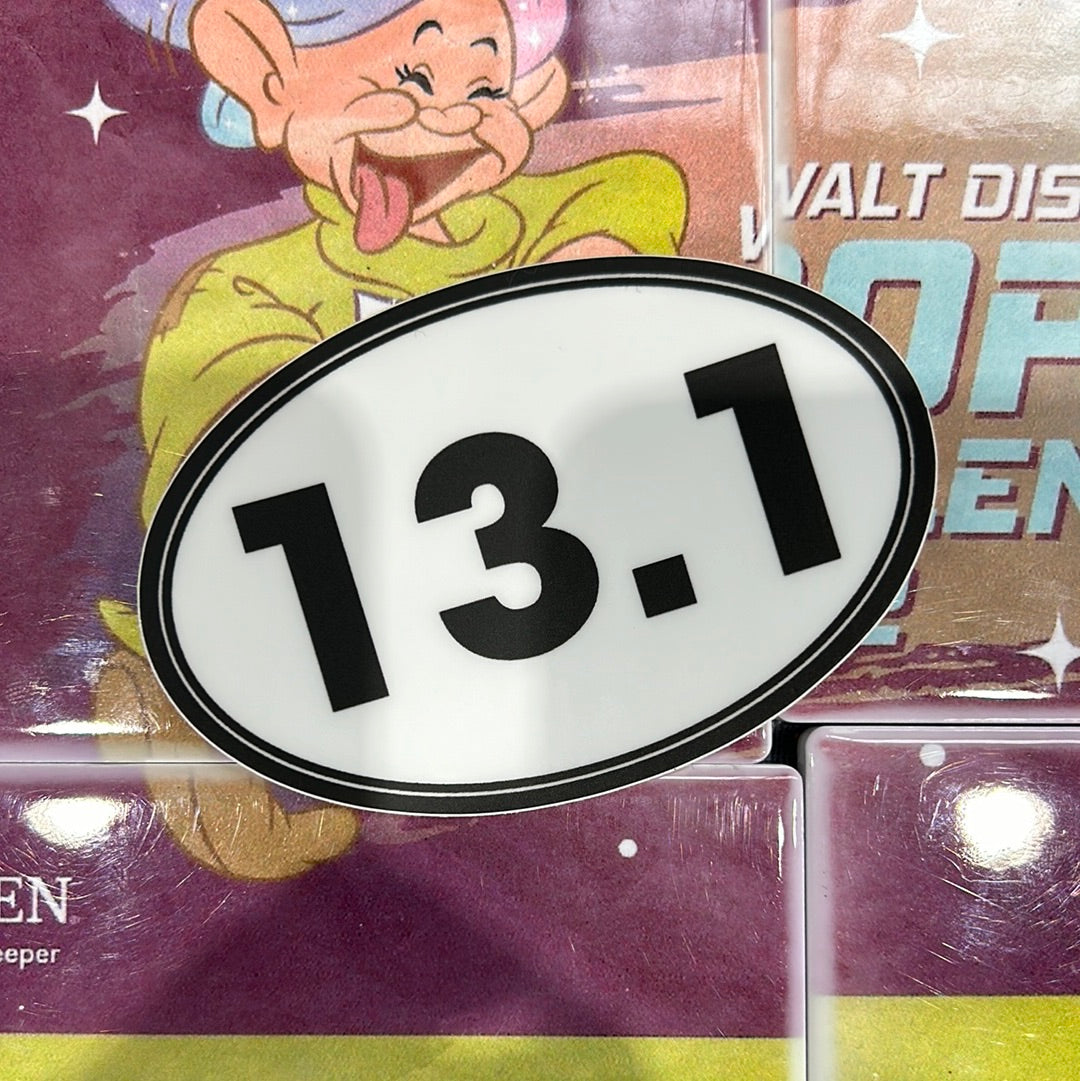 WALT DIS
13.1
EN
eeper